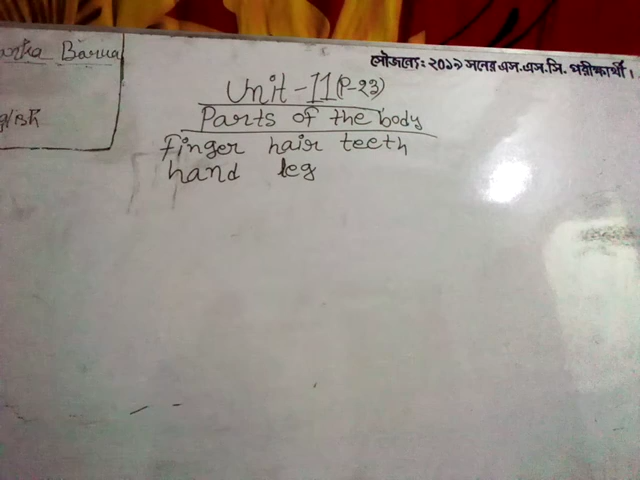 Barua
সৌজন্যে: ২০১৯ সনের এস.এস.সি. পরীক্ষার্থী।
Unit-11(P-23)
Parts of the body
finger hair teeth
hand leg